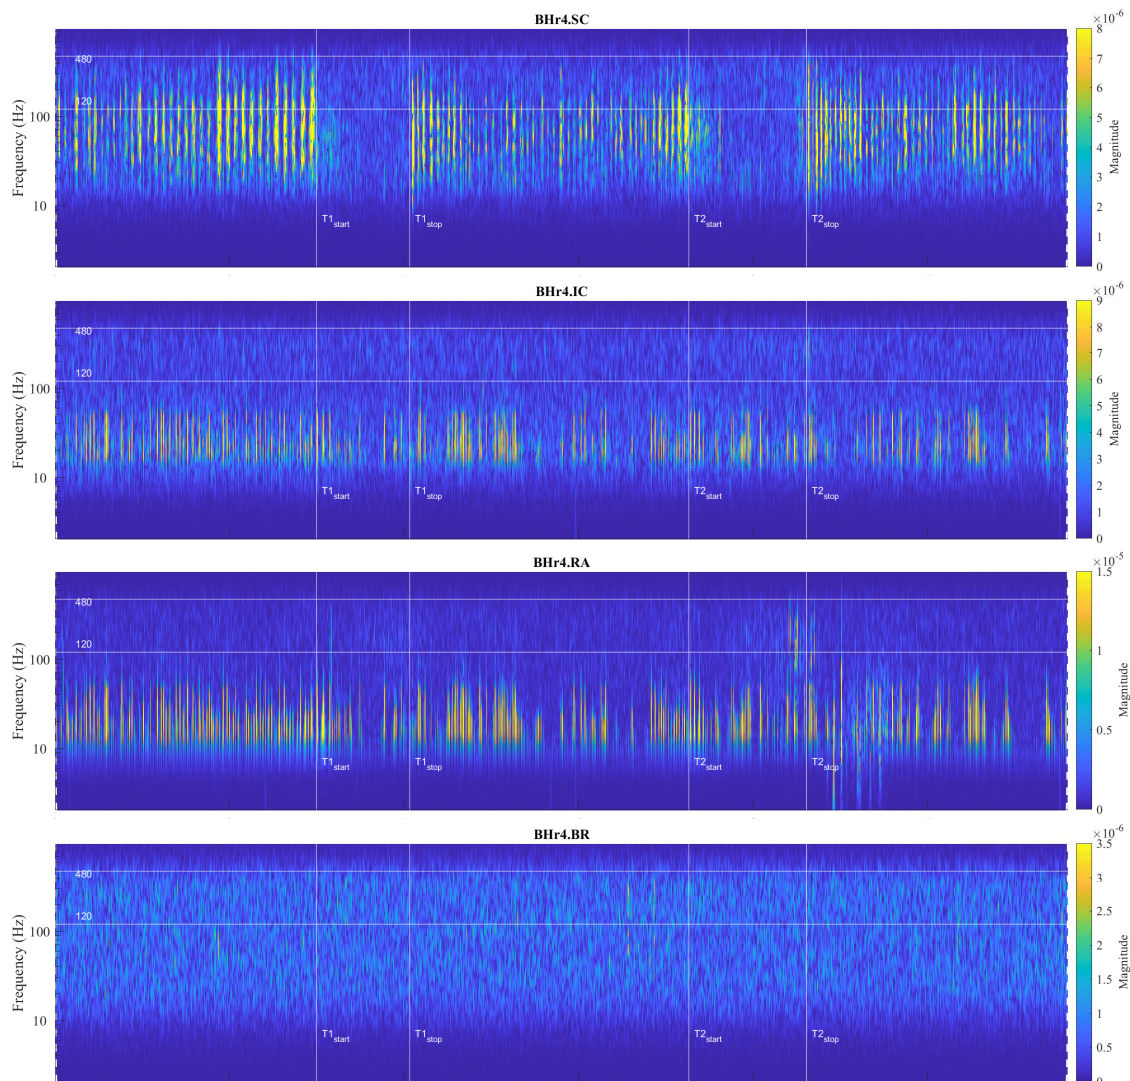 BHr4.SC
×10⁻⁶
480
120
100
10
Frequency (Hz)
T1start
T1stop
T2start
T2stop
8
7
6
5
4
3
2
1
0
Magnitude
BHr4.IC
×10⁻⁶
480
120
100
10
Frequency (Hz)
T1start
T1stop
T2start
T2stop
9
8
7
6
5
4
3
2
1
0
Magnitude
BHr4.RA
×10⁻⁵
480
120
100
10
Frequency (Hz)
T1start
T1stop
T2start
T2stop
1.5
1
0.5
0
Magnitude
BHr4.BR
×10⁻⁶
480
120
100
10
Frequency (Hz)
T1start
T1stop
T2start
T2stop
3.5
3
2.5
2
1.5
1
0.5
0
Magnitude